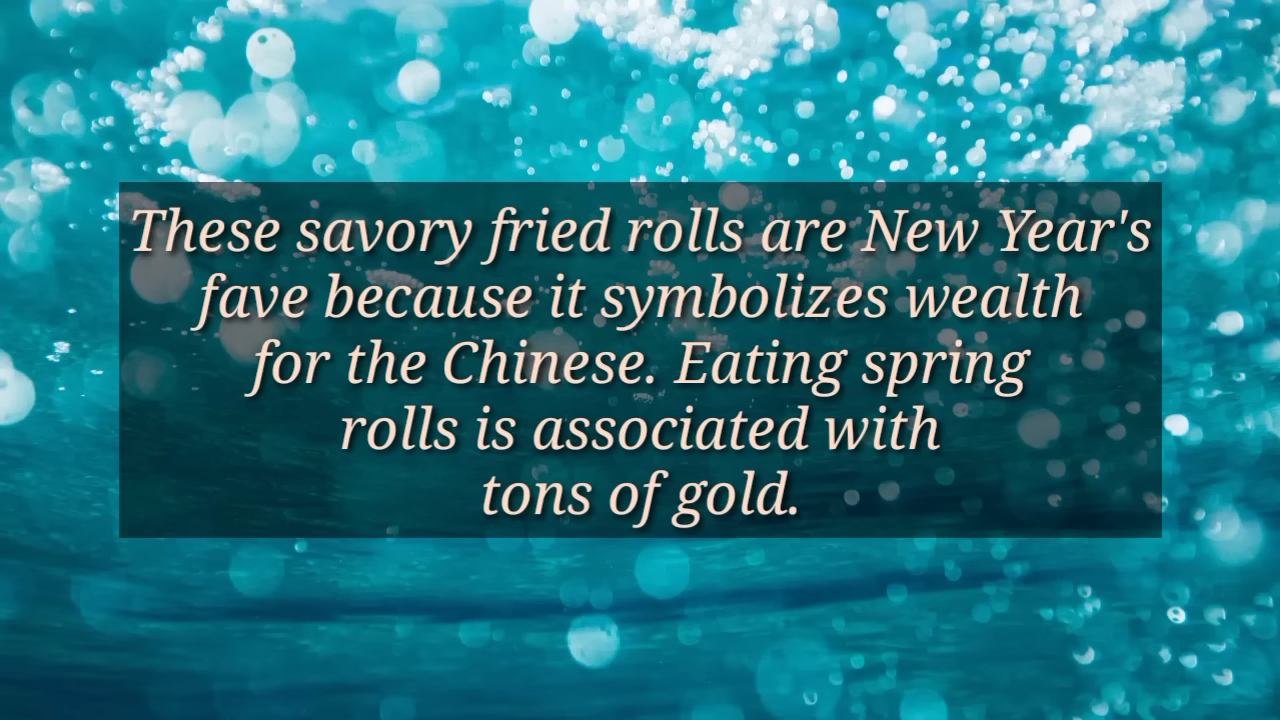 These savory fried rolls are New Year's
fave because it symbolizes wealth
for the Chinese. Eating spring
rolls is associated with
tons of gold.